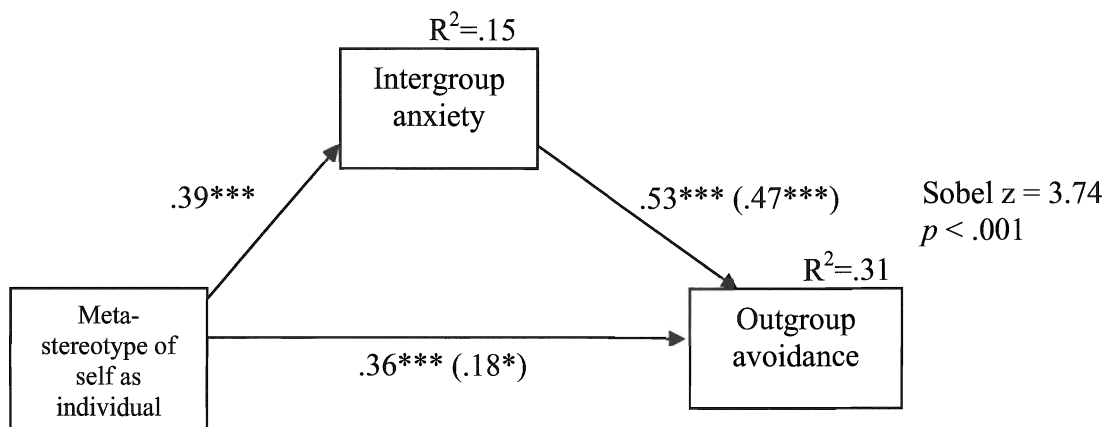 R²=.15
Intergroup
anxiety
.39***
.53*** (.47***)
Sobel z = 3.74
p < .001
R²=.31
Meta-
stereotype of
self as
individual
Outgroup
avoidance
.36*** (.18*)